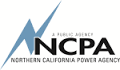 A PUBLIC AGENCY
NCPA
NORTHERN CALIFORNIA POWER AGENCY